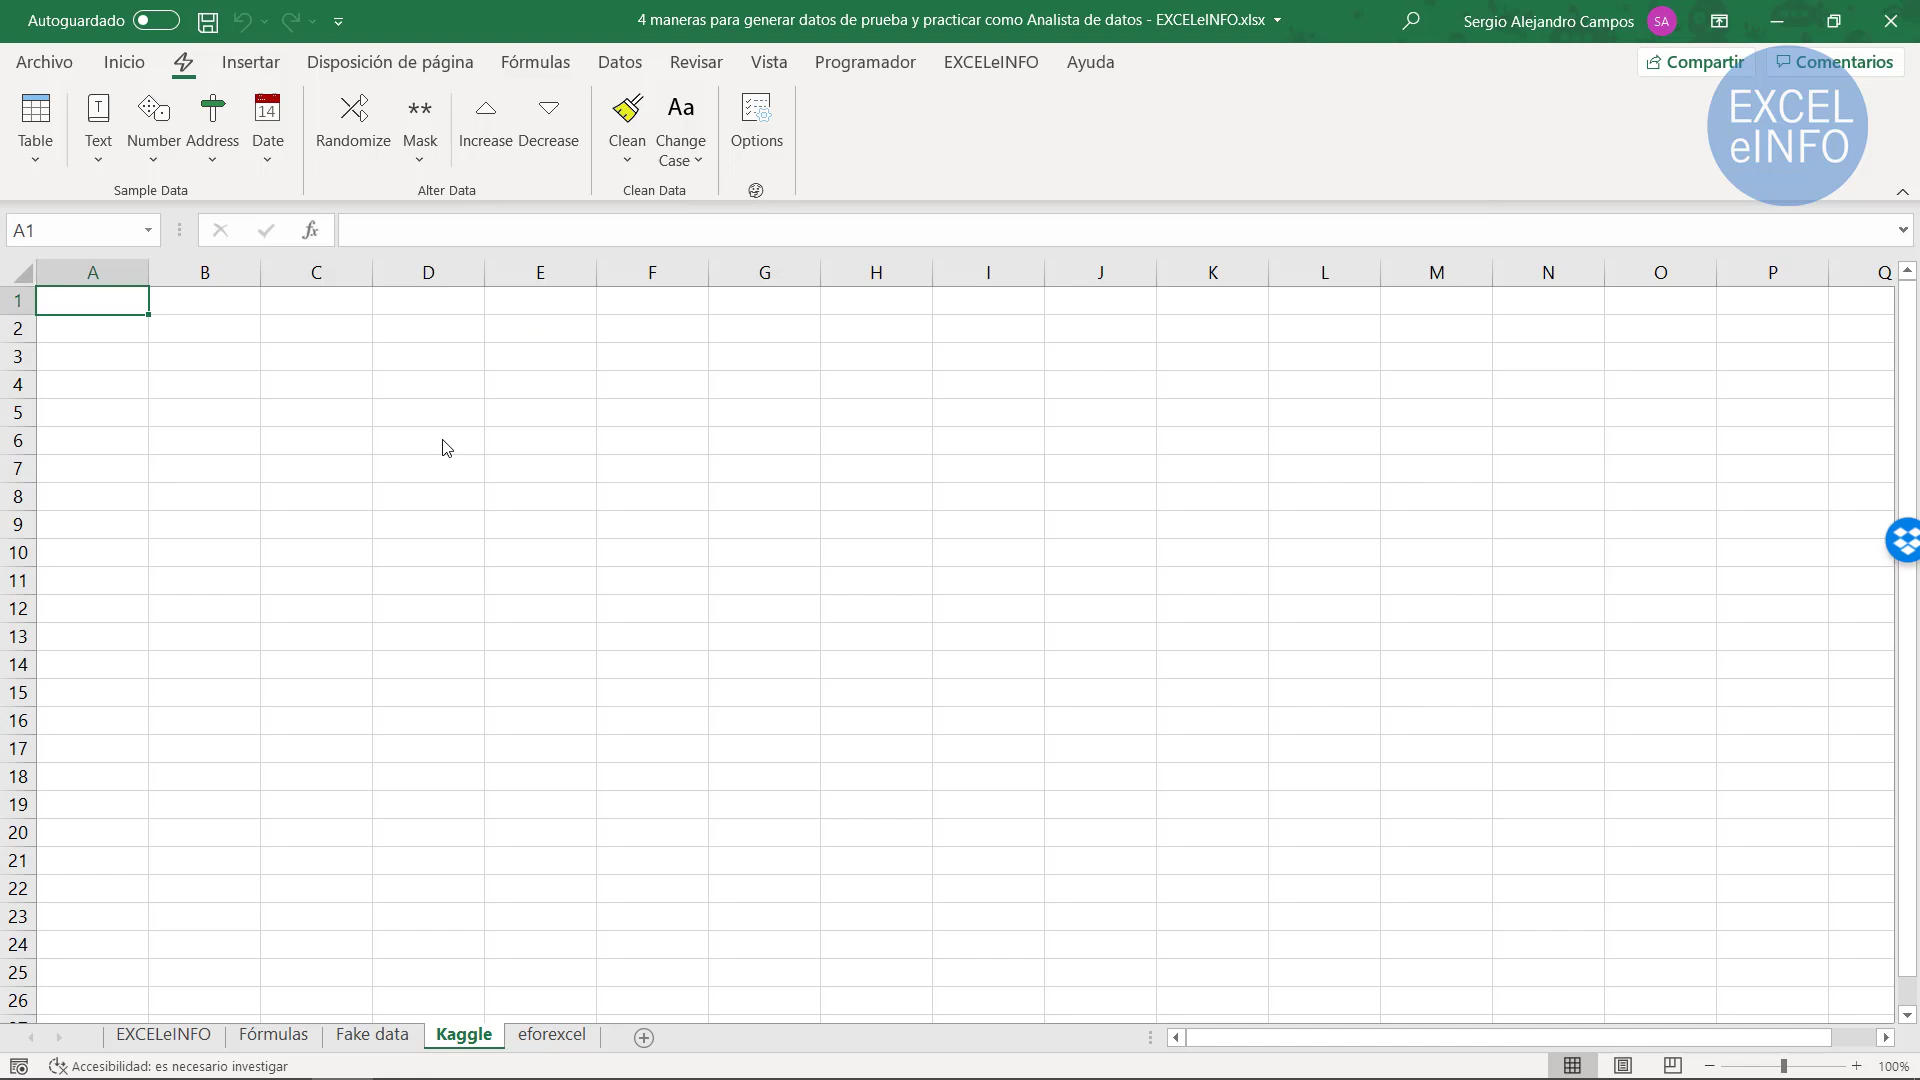 Autoguardado
4 maneras para generar datos de prueba y practicar como Analista de datos - EXCELeINFO.xlsx
Sergio Alejandro Campos
SA
Archivo
Inicio
Insertar
Disposición de página
Fórmulas
Datos
Revisar
Vista
Programador
EXCELeINFO
Ayuda
Compartir
Comentarios
Table
Text
Number
Address
Date
14
Randomize
**
Mask
Increase
Decrease
Clean
Aa
Change
Case
Options
Sample Data
Alter Data
Clean Data
EXCEL
eINFO
A1
fx
A B C D E F G H I J K L M N O P Q
1
2
3
4
5
6
7
8
9
10
11
12
13
14
15
16
17
18
19
20
21
22
23
24
25
26
EXCELeINFO
Fórmulas
Fake data
Kaggle
eforexcel
Accesibilidad: es necesario investigar
100%